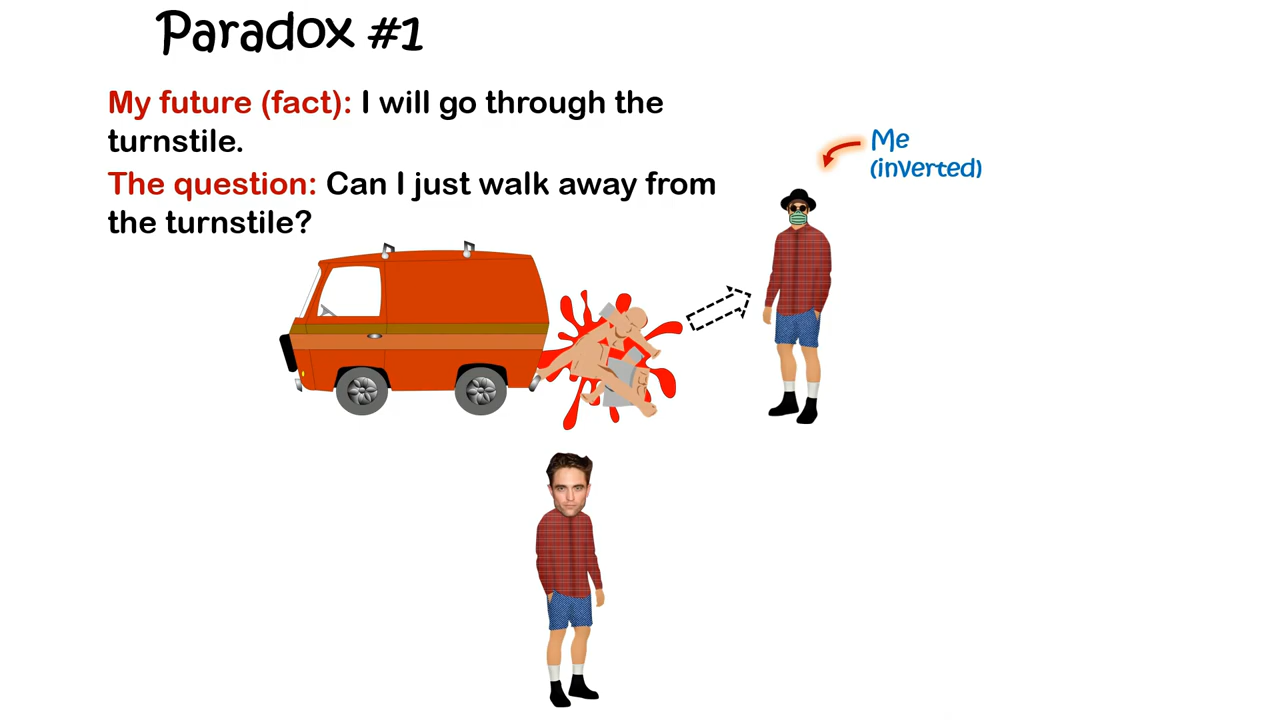 Paradox #1
My future (fact): I will go through the
turnstile.
The question: Can I just walk away from
the turnstile?
Me
(inverted)